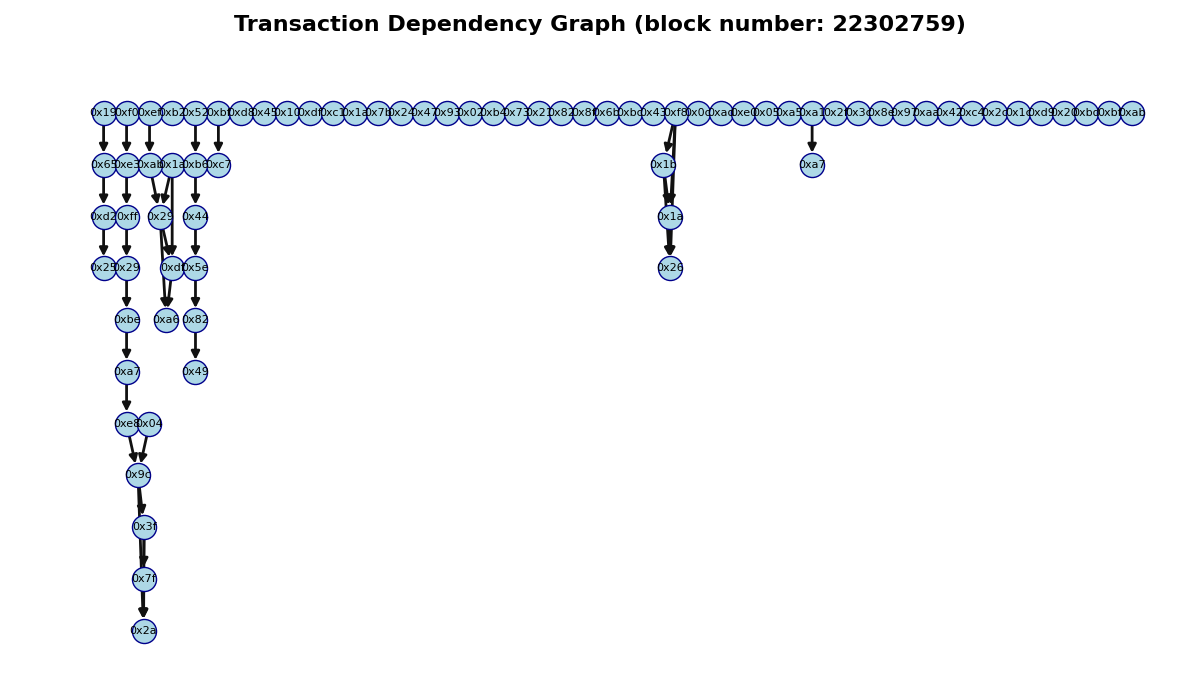 Transaction Dependency Graph (block number: 22302759)
0x19 0xf0 0xef 0xb2 0x52 0xbf 0xd8 0x45 0x10 0xdf 0xc1 0x1a 0x7b 0x24 0x47 0x93 0x02 0xb4 0x73 0x21 0x82 0x8f 0x6b 0xbc 0x43 0xf8 0x0c 0xad 0xe0 0x05 0xa5 0xa1 0x2f 0x3c 0x8e 0x97 0xaa 0x42 0xc4 0x2c 0x1c 0xd9 0x20 0xbd 0xbf 0xab
0x65 0xe3 0xab 0x1a 0xb6 0xc7 0x1b 0xa7
0xd2 0xff 0x29 0x44 0x1a
0x25 0x29 0xdf 0x5e 0x26
0xbe 0xa6 0x82
0xa7 0x49
0xe8 0x04
0x9c
0x3f
0x7f
0x2a